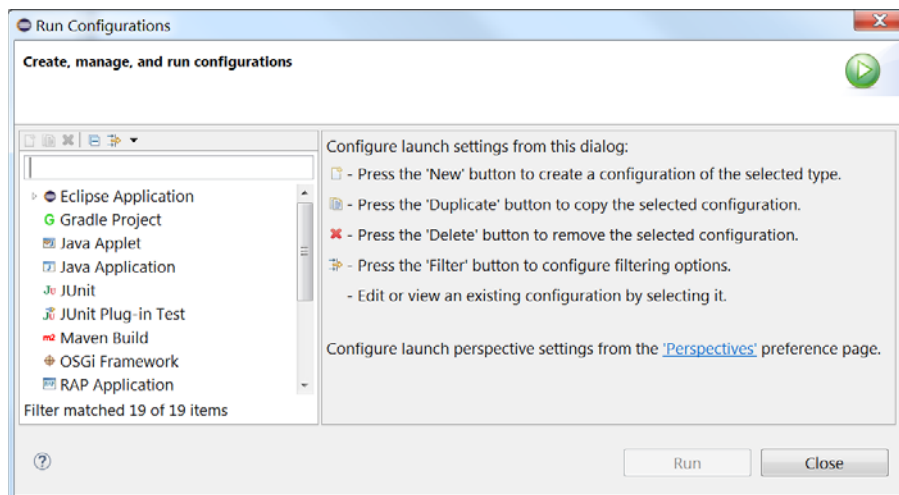 Run Configurations
Create, manage, and run configurations
Eclipse Application
G Gradle Project
Java Applet
Java Application
Ju JUnit
JUnit Plug-in Test
m2 Maven Build
OSGi Framework
RAP Application
Filter matched 19 of 19 items
Configure launch settings from this dialog:
- Press the 'New' button to create a configuration of the selected type.
- Press the 'Duplicate' button to copy the selected configuration.
- Press the 'Delete' button to remove the selected configuration.
- Press the 'Filter' button to configure filtering options.
- Edit or view an existing configuration by selecting it.
Configure launch perspective settings from the 'Perspectives' preference page.
Run
Close